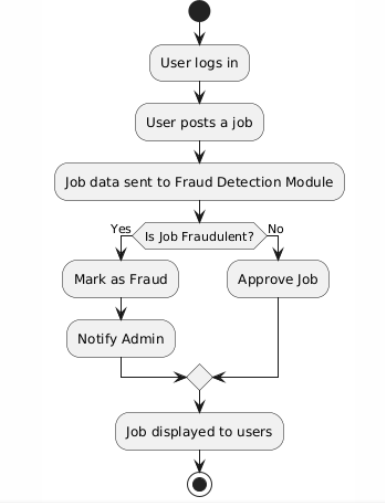 User logs in
User posts a job
Job data sent to Fraud Detection Module
Yes
Is Job Fraudulent?
No
Mark as Fraud
Approve Job
Notify Admin
Job displayed to users